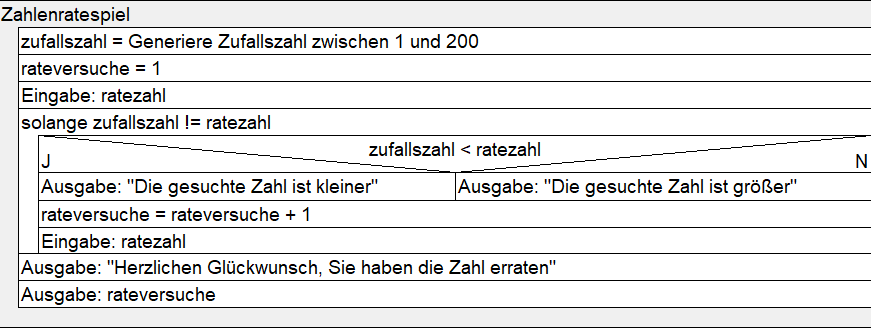 Zahlenratespiel
zufallszahl = Generiere Zufallszahl zwischen 1 und 200
rateversuche = 1
Eingabe: ratezahl
solange zufallszahl != ratezahl
zufallszahl < ratezahl
J N
Ausgabe: "Die gesuchte Zahl ist kleiner" Ausgabe: "Die gesuchte Zahl ist größer"
rateversuche = rateversuche + 1
Eingabe: ratezahl
Ausgabe: "Herzlichen Glückwunsch, Sie haben die Zahl erraten"
Ausgabe: rateversuche